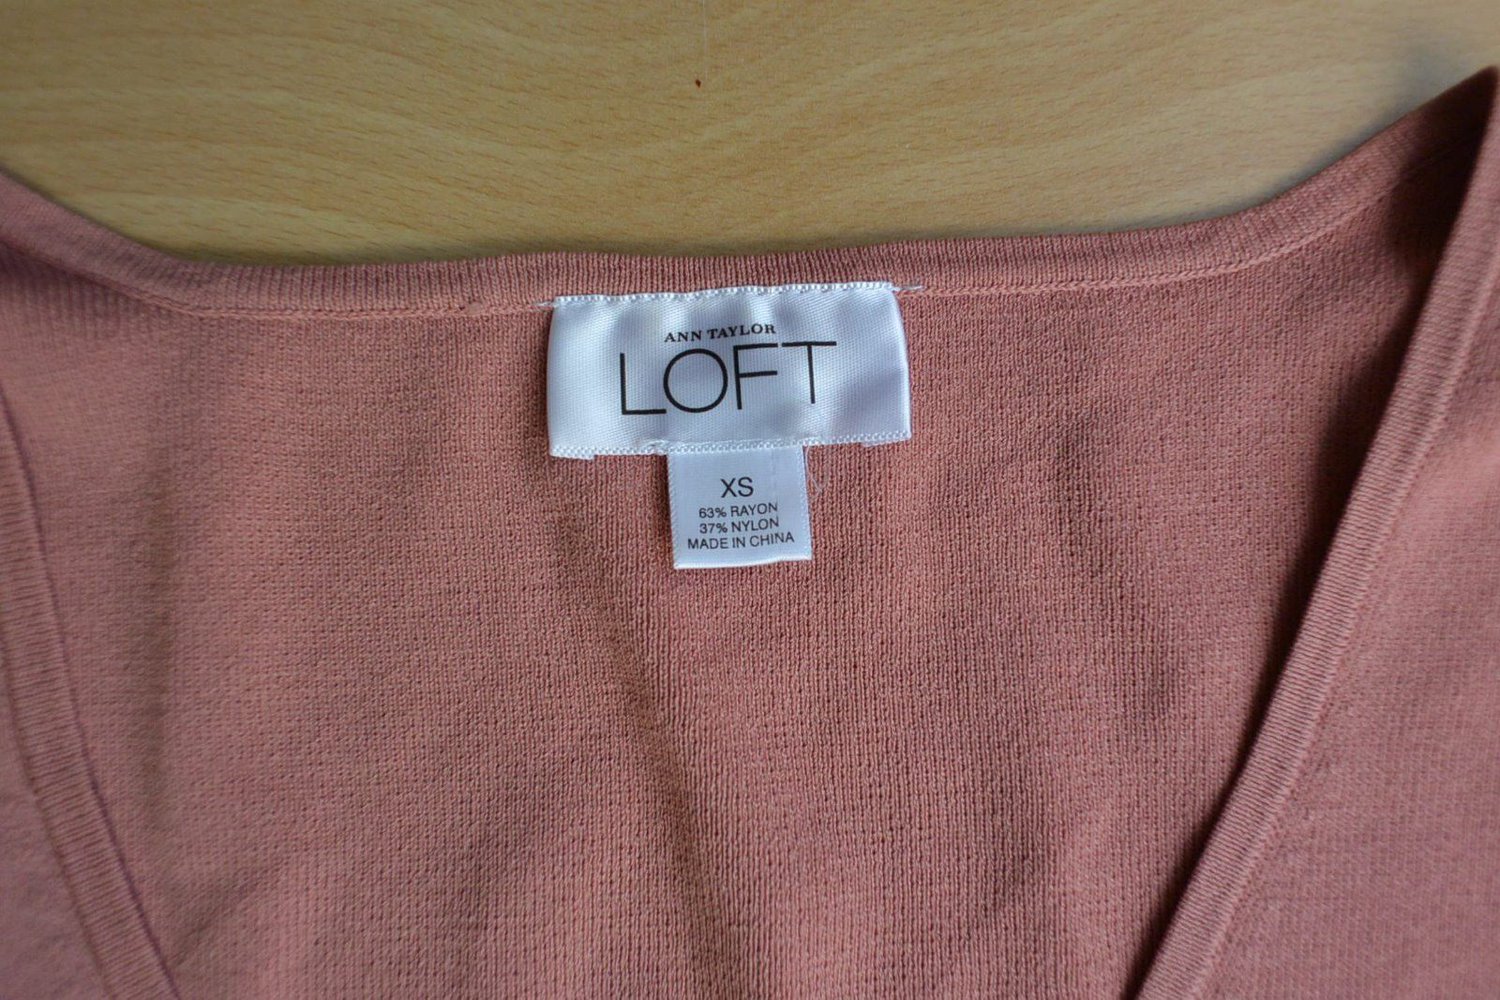 ANN TAYLOR
LOFT
XS
63% RAYON
37% NYLON
MADE IN CHINA